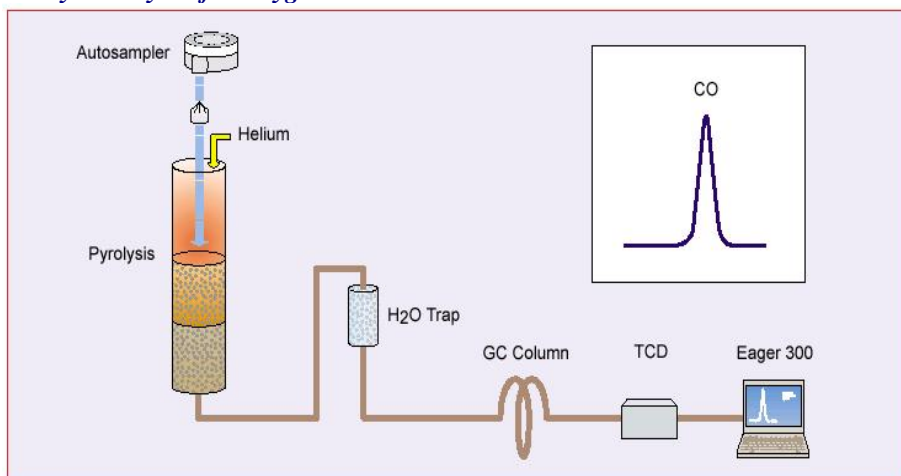 Autosampler
CO
Helium
Pyrolysis
H2O Trap
GC Column
TCD
Eager 300